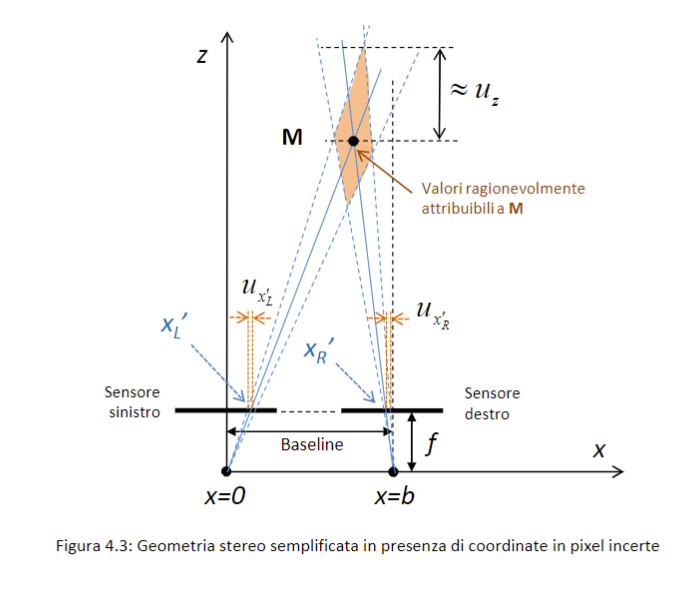 z
≈ u_z
M
Valori ragionevolmente
attribuibili a M
u_{x'_L}
u_{x'_R}
x_L'
x_R'
Sensore
sinistro
Sensore
destro
Baseline
f
x
x=0
x=b
Figura 4.3: Geometria stereo semplificata in presenza di coordinate in pixel incerte